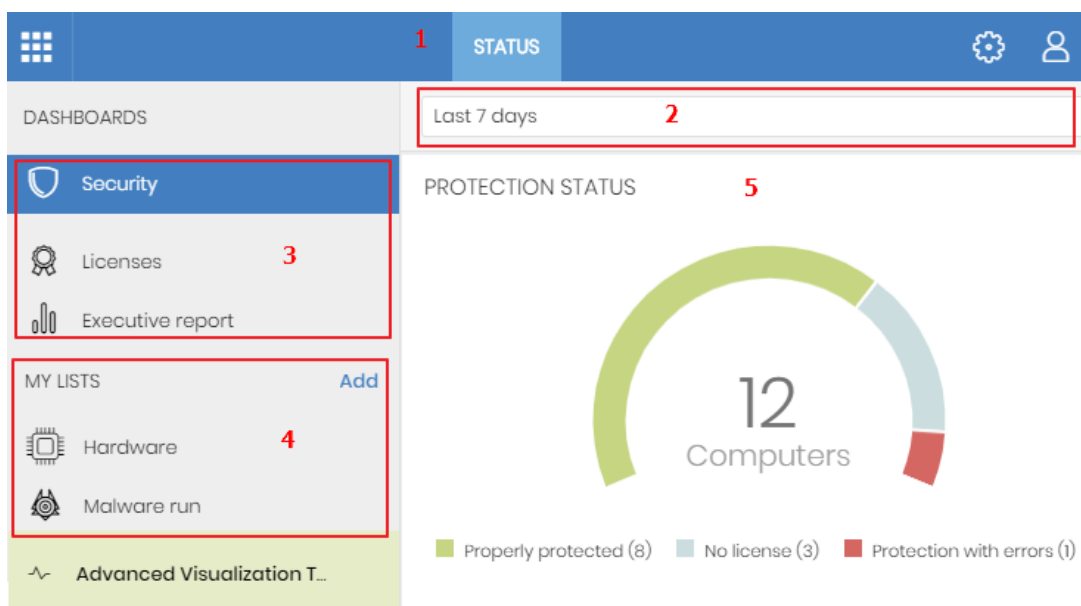 1
STATUS
DASHBOARDS
Last 7 days
2
Security
Licenses
3
Executive report
MY LISTS
Add
Hardware
4
Malware run
Advanced Visualization T...
PROTECTION STATUS
5
12
Computers
Properly protected (8)
No license (3)
Protection with errors (1)